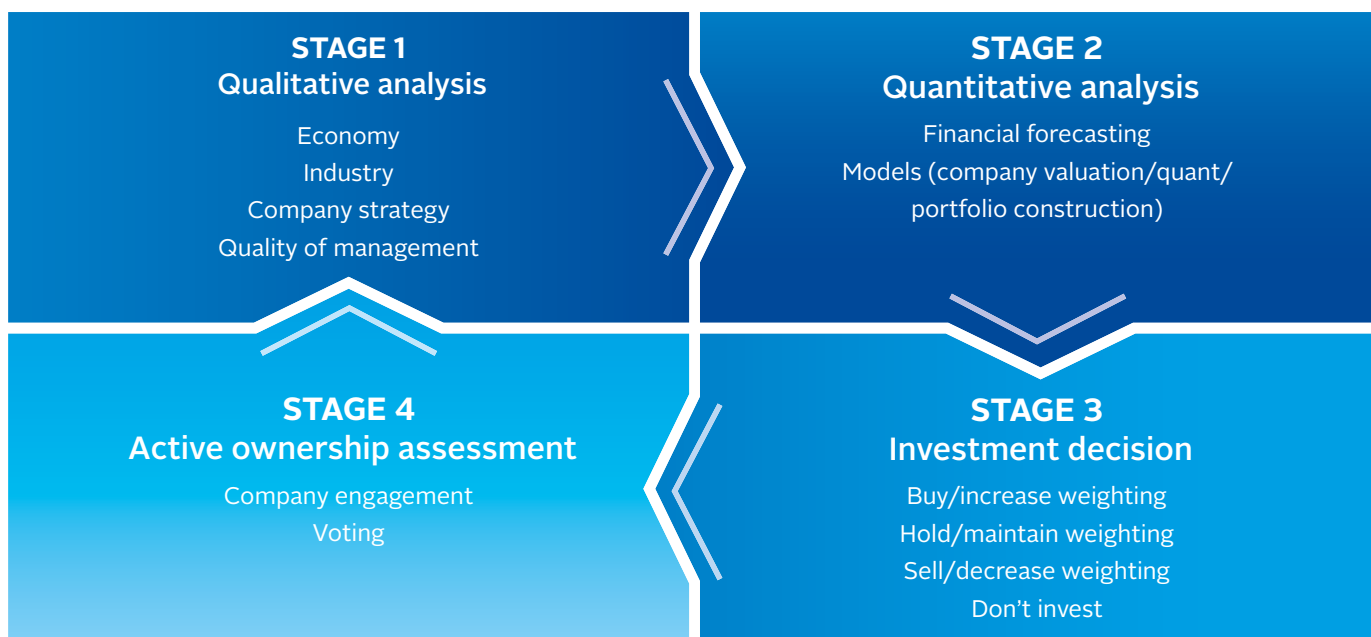 STAGE 1
Qualitative analysis
Economy
Industry
Company strategy
Quality of management
STAGE 2
Quantitative analysis
Financial forecasting
Models (company valuation/quant/
portfolio construction)
STAGE 3
Investment decision
Buy/increase weighting
Hold/maintain weighting
Sell/decrease weighting
Don’t invest
STAGE 4
Active ownership assessment
Company engagement
Voting